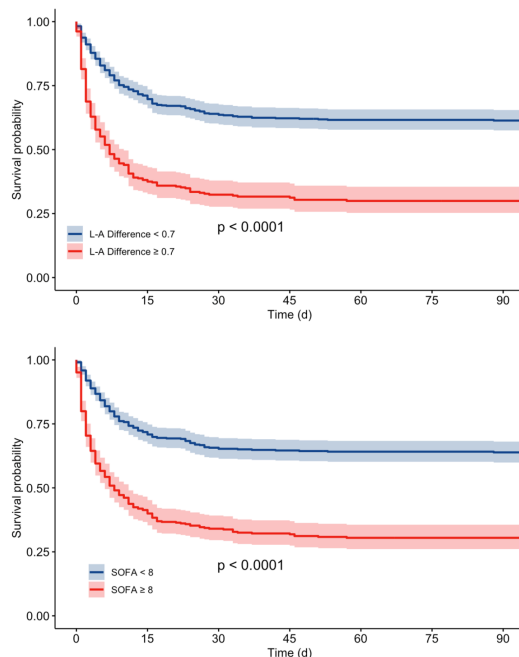 1.00
0.75
0.50
0.25
0.00
Survival probability
L-A Difference < 0.7
L-A Difference ≥ 0.7
p < 0.0001
0 15 30 45 60 75 90
Time (d)
1.00
0.75
0.50
0.25
0.00
Survival probability
SOFA < 8
SOFA ≥ 8
p < 0.0001
0 15 30 45 60 75 90
Time (d)